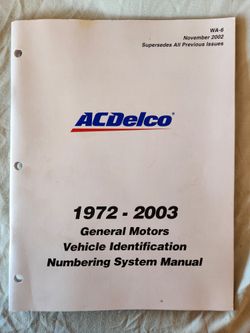 WA-6
November 2002
Supersedes All Previous Issues
ACDelco
1972 - 2003
General Motors
Vehicle Identification
Numbering System Manual